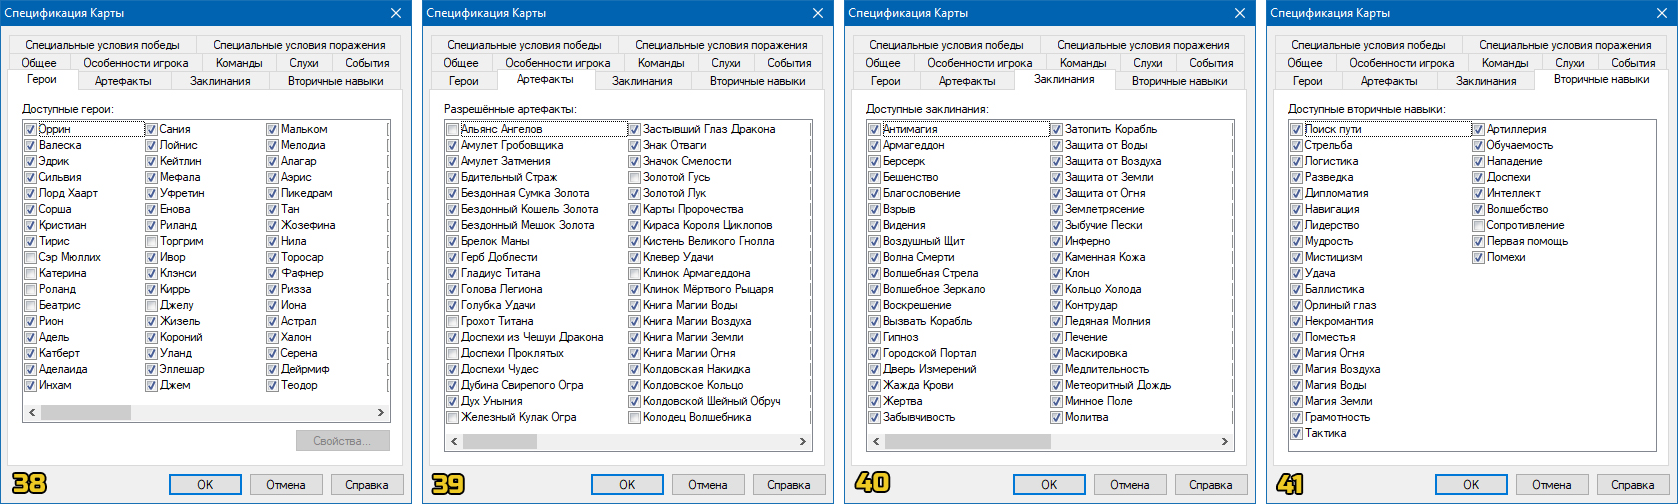 Спецификация Карты
Специальные условия победы Специальные условия поражения
Общее Особенности игрока Команды Слухи События
Герои Артефакты Заклинания Вторичные навыки
Доступные герои:
Оррин Сания Мальком
Валеска Лойнис Мелодиа
Эдрик Кейтлин Алагар
Сильвия Мефала Аэрис
Лорд Хаарт Уфретин Пикедрам
Сорша Енова Тан
Кристиан Риланд Жозефина
Тирис Торгрим Нила
Сэр Мюллих Ивор Торосар
Катерина Клэнси Фафнер
Роланд Киррь Ризза
Беатрис Джелу Иона
Рион Жизель Астрал
Адель Короний Халон
Катберт Уланд Серена
Аделаида Эллешар Дейрмиф
Инхам Джем Теодор
Свойства...
38 OK Отмена Справка
Спецификация Карты
Специальные условия победы Специальные условия поражения
Общее Особенности игрока Команды Слухи События
Герои Артефакты Заклинания Вторичные навыки
Разрешённые артефакты:
Альянс Ангелов Застывший Глаз Дракона
Амулет Гробовщика Знак Отваги
Амулет Затмения Значок Смелости
Бдительный Страж Золотой Гусь
Бездонная Сумка Золота Золотой Лук
Бездонный Кошель Золота Карты Пророчества
Бездонный Мешок Золота Кираса Короля Циклопов
Брелок Маны Кистень Великого Гнолла
Герб Доблести Клевер Удачи
Гладиус Титана Клинок Армагеддона
Голова Легиона Клинок Мёртвого Рыцаря
Голубка Удачи Книга Магии Воды
Грохот Титана Книга Магии Воздуха
Доспехи из Чешуи Дракона Книга Магии Земли
Доспехи Проклятых Книга Магии Огня
Доспехи Чудес Колдовская Накидка
Дубина Свирепого Огра Колдовское Кольцо
Дух Уныния Колдовской Шейный Обруч
Железный Кулак Огра Колодец Волшебника
39 OK Отмена Справка
Спецификация Карты
Специальные условия победы Специальные условия поражения
Общее Особенности игрока Команды Слухи События
Герои Артефакты Заклинания Вторичные навыки
Доступные заклинания:
Антимагия Затопить Корабль
Армагеддон Защита от Воды
Берсерк Защита от Воздуха
Бешенство Защита от Земли
Благословение Защита от Огня
Взрыв Землетрясение
Видения Зыбучие Пески
Воздушный Щит Инферно
Волна Смерти Каменная Кожа
Волшебная Стрела Клон
Волшебное Зеркало Кольцо Холода
Воскрешение Контрудар
Вызвать Корабль Ледяная Молния
Гипноз Лечение
Городской Портал Маскировка
Дверь Измерений Медлительность
Жажда Крови Метеоритный Дождь
Жертва Минное Поле
Забывчивость Молитва
40 OK Отмена Справка
Спецификация Карты
Специальные условия победы Специальные условия поражения
Общее Особенности игрока Команды Слухи События
Герои Артефакты Заклинания Вторичные навыки
Доступные вторичные навыки:
Поиск пути Артиллерия
Стрельба Обучаемость
Логистика Нападение
Разведка Доспехи
Дипломатия Интеллект
Навигация Волшебство
Лидерство Сопротивление
Мудрость Первая помощь
Мистицизм Помехи
Удача
Баллистика
Орлиный глаз
Некромантия
Поместья
Магия Огня
Магия Воздуха
Магия Воды
Магия Земли
Грамотность
Тактика
41 OK Отмена Справка